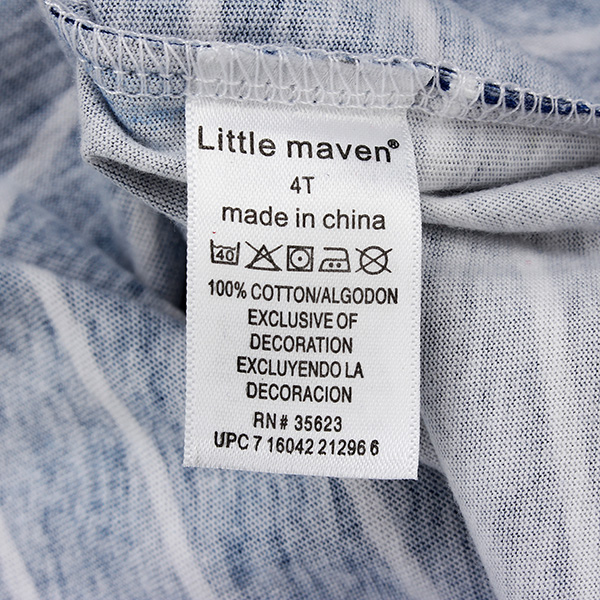 Little maven®
4T
made in china
40
100% COTTON/ALGODON
EXCLUSIVE OF
DECORATION
EXCLUYENDO LA
DECORACION
RN# 35623
UPC 7 16042 21296 6